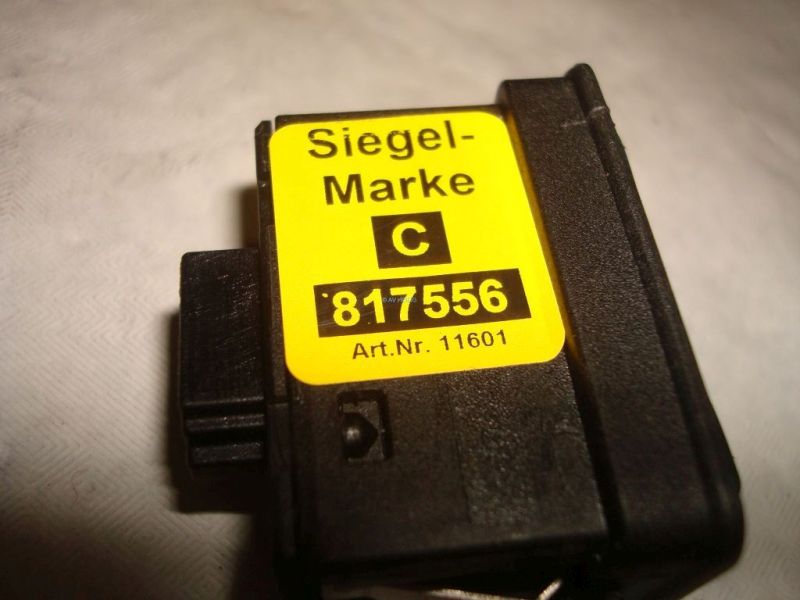 Siegel-
Marke
C
817556
Art.Nr. 11601